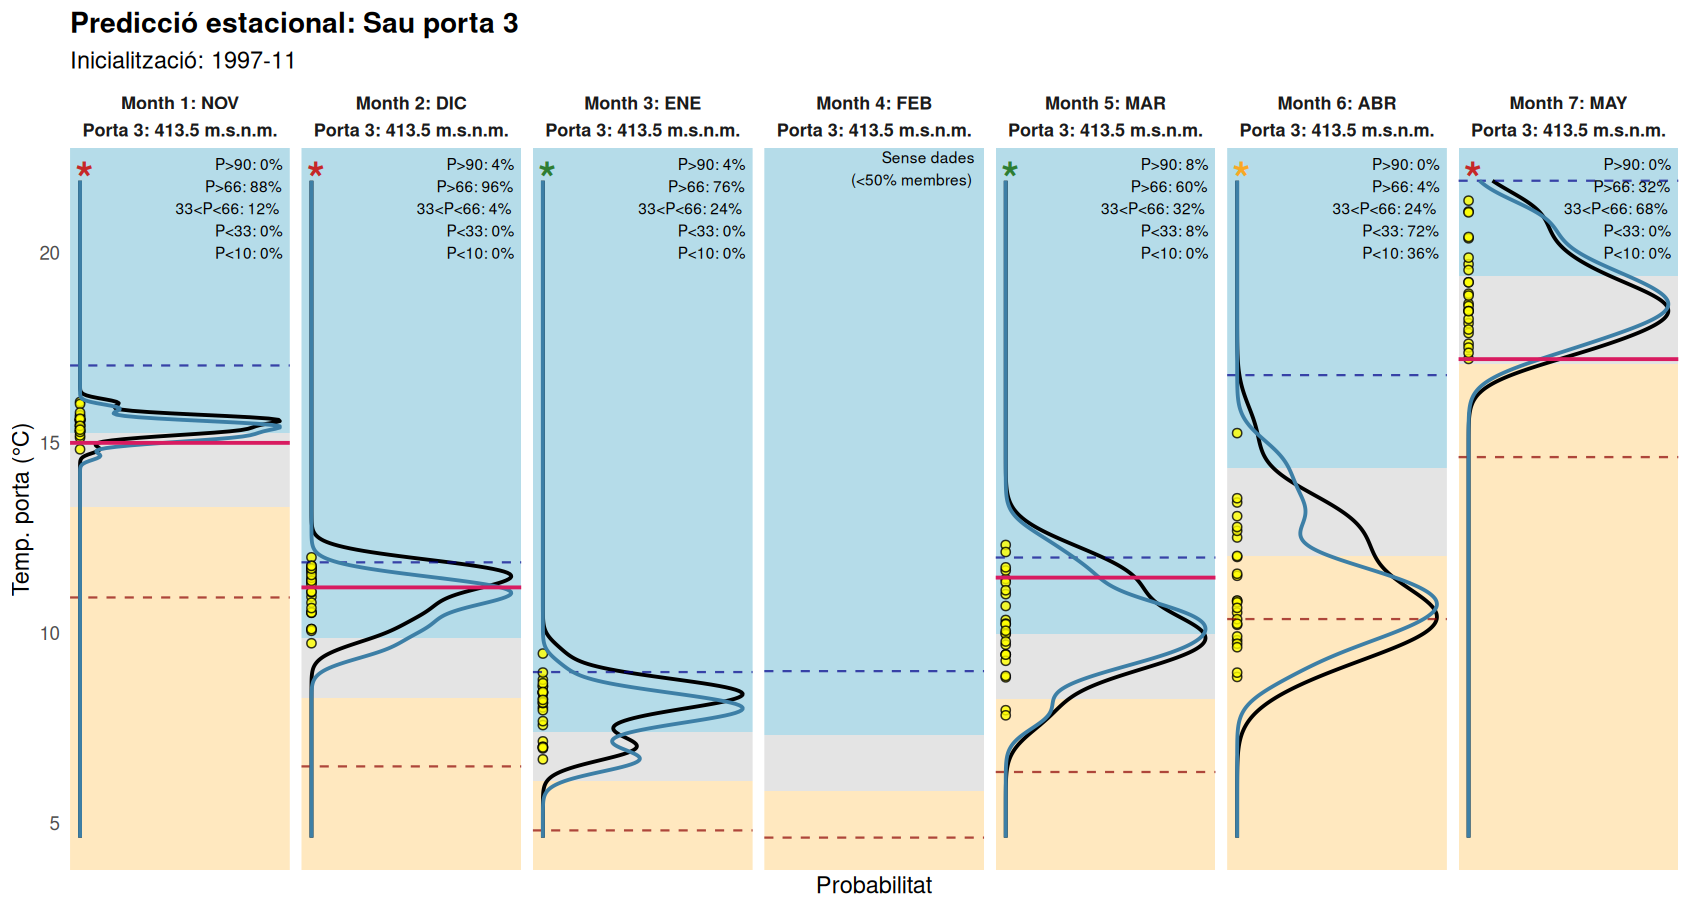 Predicció estacional: Sau porta 3
Inicialització: 1997-11
Month 1: NOV
Porta 3: 413.5 m.s.n.m.
Month 2: DIC
Porta 3: 413.5 m.s.n.m.
Month 3: ENE
Porta 3: 413.5 m.s.n.m.
Month 4: FEB
Porta 3: 413.5 m.s.n.m.
Month 5: MAR
Porta 3: 413.5 m.s.n.m.
Month 6: ABR
Porta 3: 413.5 m.s.n.m.
Month 7: MAY
Porta 3: 413.5 m.s.n.m.
*
P>90: 0%
P>66: 88%
33<P<66: 12%
P<33: 0%
P<10: 0%
*
P>90: 4%
P>66: 96%
33<P<66: 4%
P<33: 0%
P<10: 0%
*
P>90: 4%
P>66: 76%
33<P<66: 24%
P<33: 0%
P<10: 0%
Sense dades
(<50% membres)
*
P>90: 8%
P>66: 60%
33<P<66: 32%
P<33: 8%
P<10: 0%
*
P>90: 0%
P>66: 4%
33<P<66: 24%
P<33: 72%
P<10: 36%
*
P>90: 0%
P>66: 32%
33<P<66: 68%
P<33: 0%
P<10: 0%
Temp. porta (°C)
20
15
10
5
Probabilitat